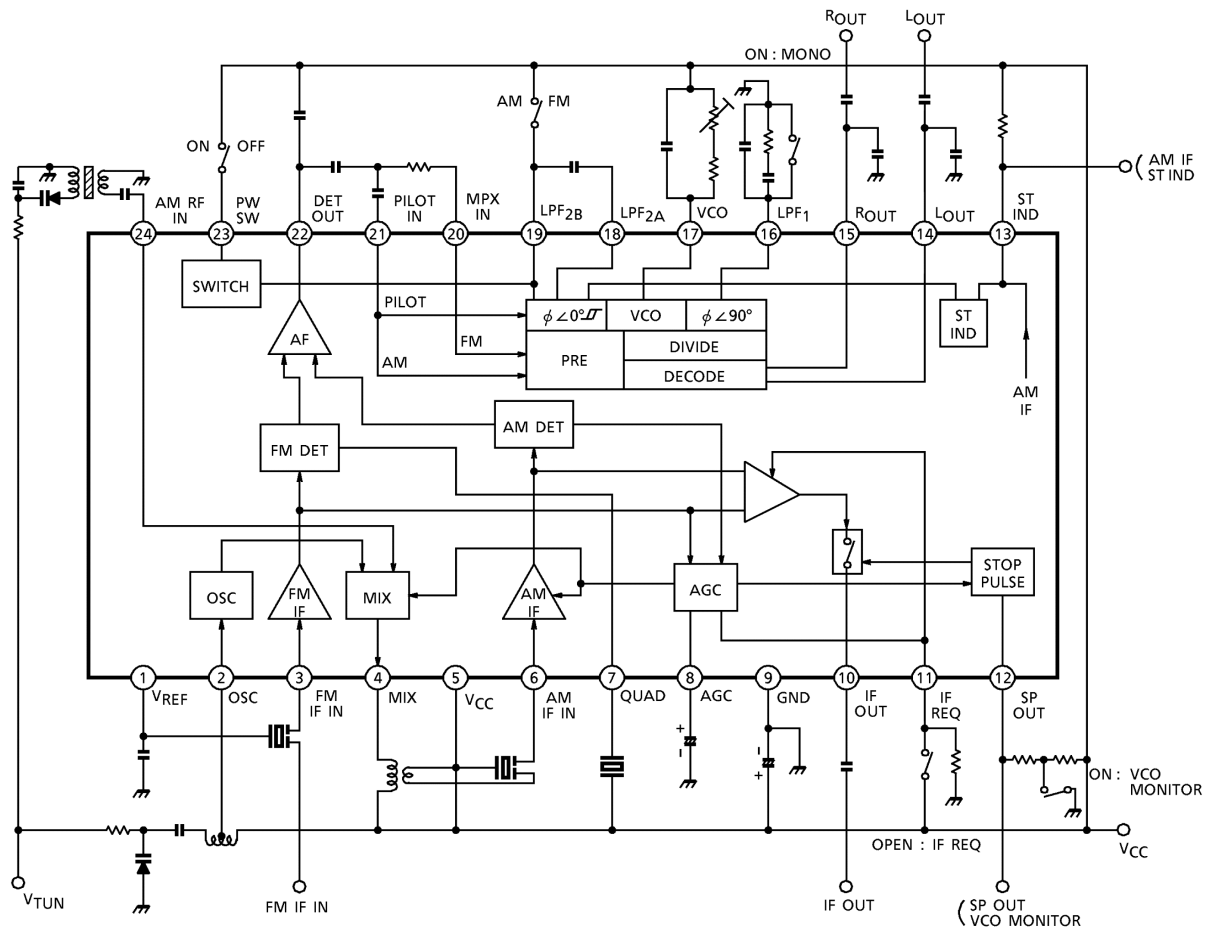 ROUT LOUT
ON : MONO
AM FM
ON OFF
AM IF
ST IND
AM RF
IN
PW
SW
DET
OUT
PILOT
IN
MPX
IN
LPF2B
LPF2A
VCO
LPF1
ROUT
LOUT
ST
IND
24 23 22 21 20 19 18 17 16 15 14 13
SWITCH
PILOT
ϕ∠0°
VCO
ϕ∠90°
ST
IND
AF
FM
PRE
DIVIDE
DECODE
AM
AM
IF
AM DET
FM DET
STOP
PULSE
OSC
FM
IF
MIX
AM
IF
AGC
1 2 3 4 5 6 7 8 9 10 11 12
VREF
OSC
FM
IF IN
MIX
VCC
AM
IF IN
QUAD
AGC
GND
IF
OUT
IF
REQ
SP
OUT
+
-
-
+
ON : VCO
MONITOR
OPEN : IF REQ
VCC
VTUN
FM IF IN
IF OUT
SP OUT
VCO MONITOR